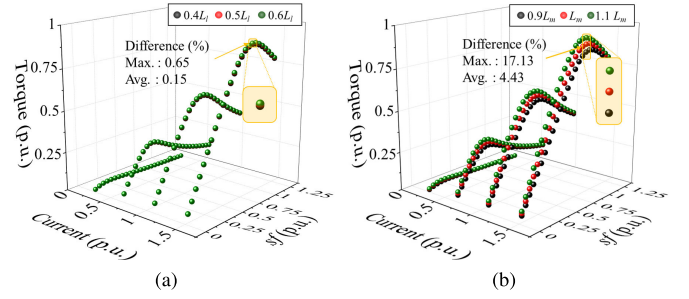 0.4Ll 0.5Ll 0.6Ll
Difference (%)
Max. : 0.65
Avg. : 0.15
Torque (p.u.)
1
0.75
0.5
0.25
0
0.5
1
1.5
Current (p.u.)
0
0.25
0.5
0.75
1
1.25
sf (p.u.)
(a)
0.9Lm Lm 1.1 Lm
Difference (%)
Max. : 17.13
Avg. : 4.43
Torque (p.u.)
1
0.75
0.5
0.25
0
0.5
1
1.5
Current (p.u.)
0
0.25
0.5
0.75
1
1.25
sf (p.u.)
(b)